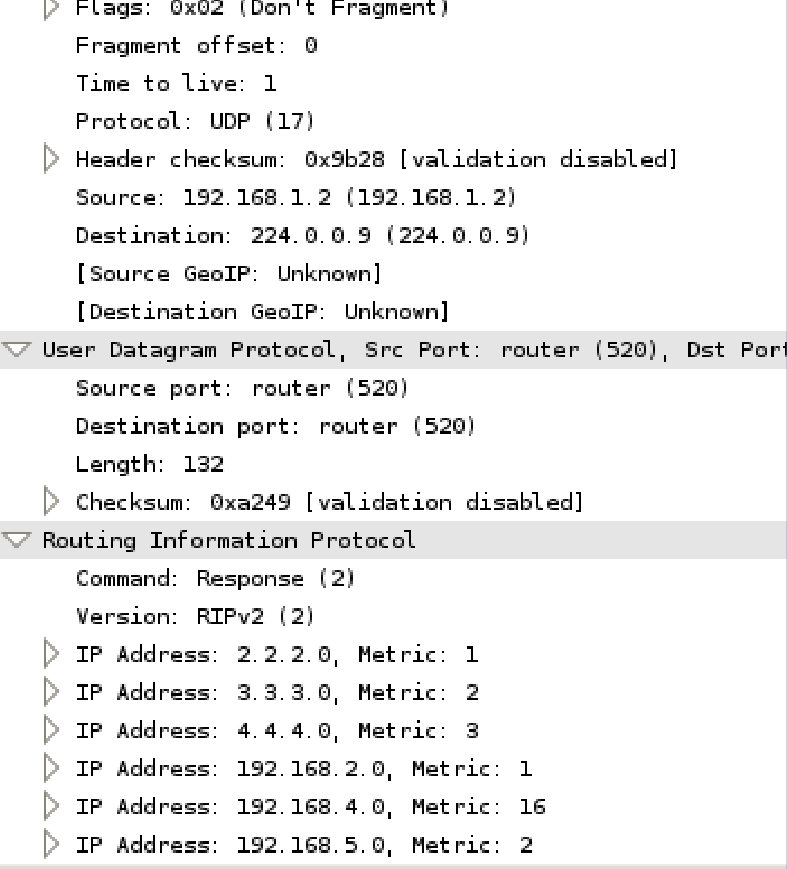 Flags: 0x02 (Don't Fragment)
Fragment offset: 0
Time to live: 1
Protocol: UDP (17)
Header checksum: 0x9b28 [validation disabled]
Source: 192.168.1.2 (192.168.1.2)
Destination: 224.0.0.9 (224.0.0.9)
[Source GeoIP: Unknown]
[Destination GeoIP: Unknown]
User Datagram Protocol, Src Port: router (520), Dst Port
Source port: router (520)
Destination port: router (520)
Length: 132
Checksum: 0xa249 [validation disabled]
Routing Information Protocol
Command: Response (2)
Version: RIPv2 (2)
IP Address: 2.2.2.0, Metric: 1
IP Address: 3.3.3.0, Metric: 2
IP Address: 4.4.4.0, Metric: 3
IP Address: 192.168.2.0, Metric: 1
IP Address: 192.168.4.0, Metric: 16
IP Address: 192.168.5.0, Metric: 2